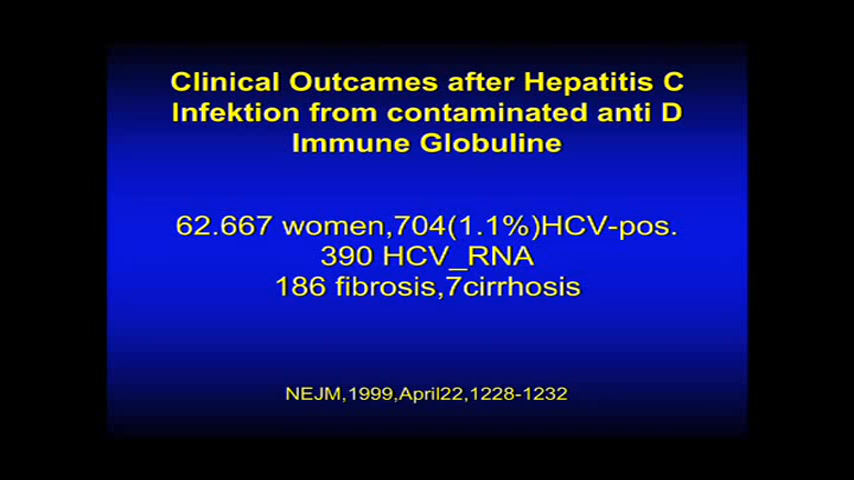 Clinical Outcames after Hepatitis C
Infektion from contaminated anti D
Immune Globuline
62.667 women,704(1.1%)HCV-pos.
390 HCV_RNA
186 fibrosis,7cirrhosis
NEJM,1999,April22,1228-1232